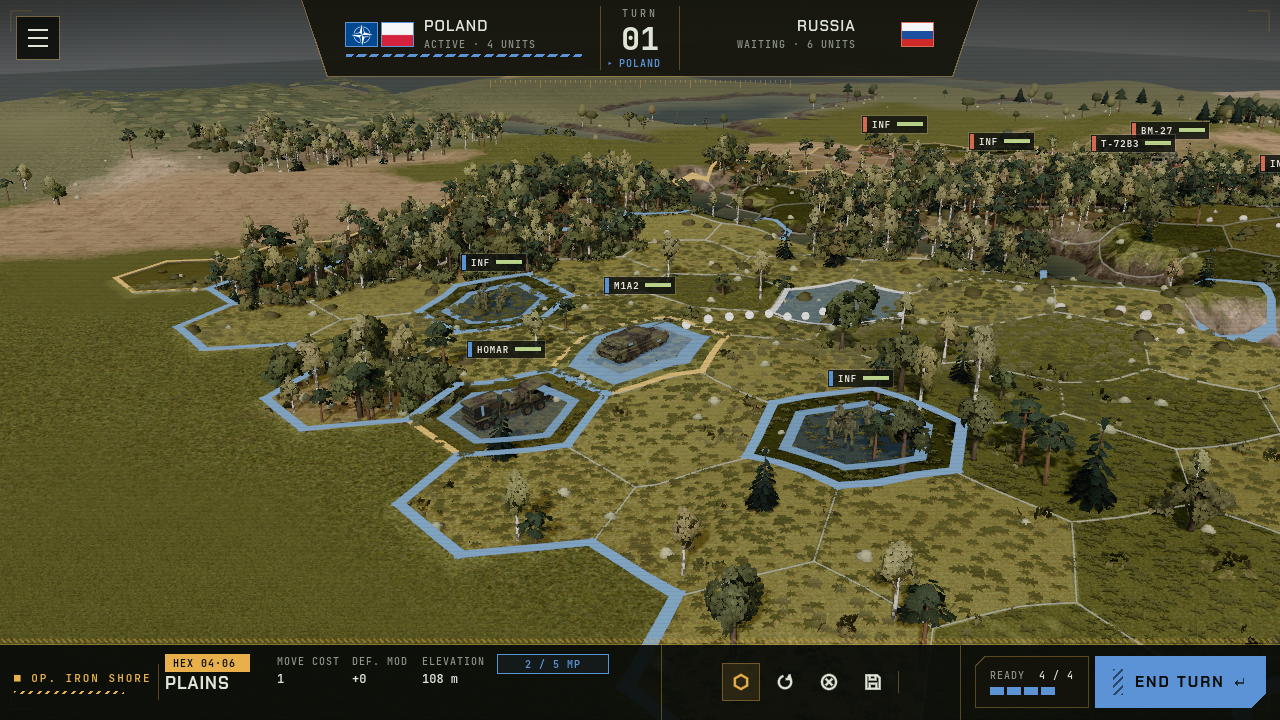 POLAND
ACTIVE · 4 UNITS
TURN
01
▸ POLAND
RUSSIA
WAITING · 6 UNITS
INF
INF
BM-27
T-72B3
IN
INF
M1A2
HOMAR
INF
OP. IRON SHORE
HEX 04·06
PLAINS
MOVE COST
1
DEF. MOD
+0
ELEVATION
108 m
2 / 5 MP
READY 4 / 4
END TURN ↵